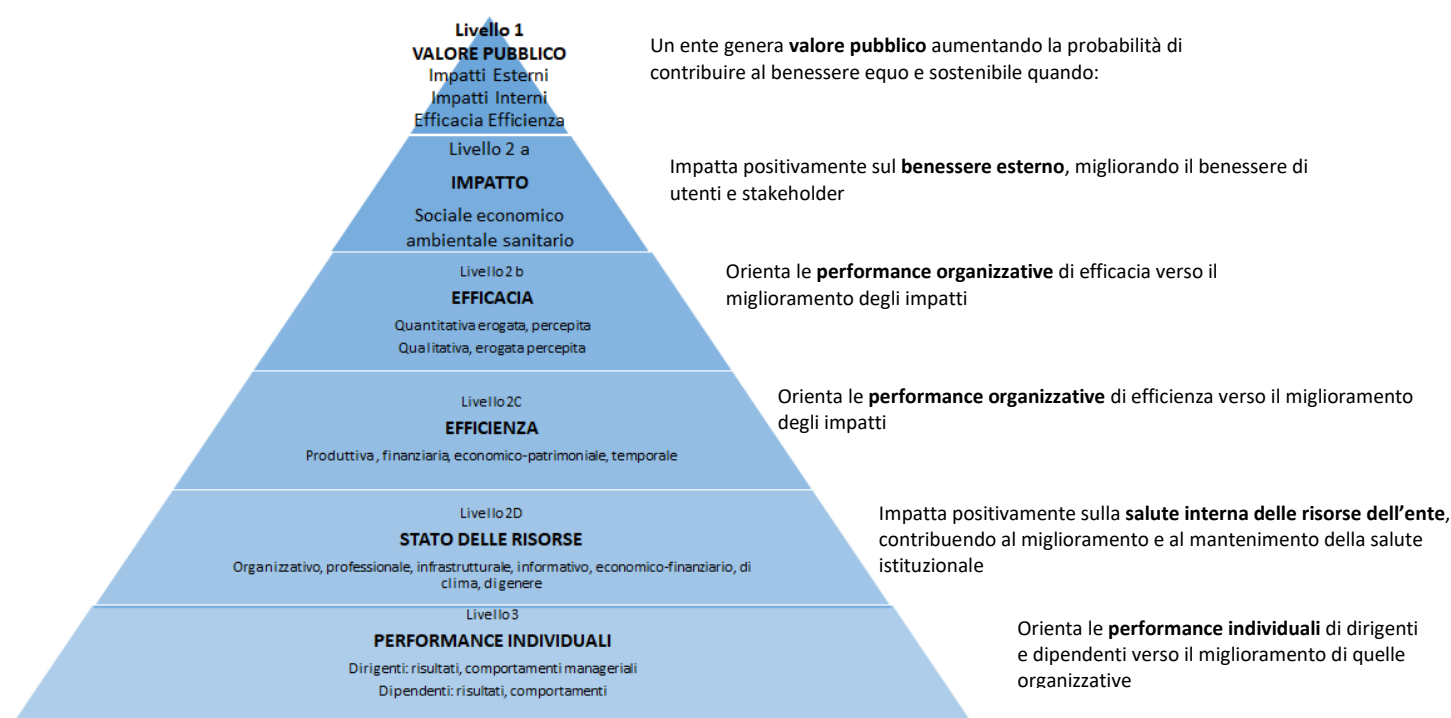 Livello 1
VALORE PUBBLICO
Impatti Esterni
Impatti Interni
Efficacia Efficienza
Un ente genera valore pubblico aumentando la probabilità di
contribuire al benessere equo e sostenibile quando:
Livello 2 a
IMPATTO
Sociale economico
ambientale sanitario
Impatta positivamente sul benessere esterno, migliorando il benessere di
utenti e stakeholder
Livello 2 b
EFFICACIA
Quantitativa erogata, percepita
Qualitativa, erogata percepita
Orienta le performance organizzative di efficacia verso il
miglioramento degli impatti
Livello 2C
EFFICIENZA
Produttiva , finanziaria, economico-patrimoniale, temporale
Orienta le performance organizzative di efficienza verso il miglioramento
degli impatti
Livello 2D
STATO DELLE RISORSE
Organizzativo, professionale, infrastrutturale, informativo, economico-finanziario, di
clima, di genere
Impatta positivamente sulla salute interna delle risorse dell’ente,
contribuendo al miglioramento e al mantenimento della salute
istituzionale
Livello 3
PERFORMANCE INDIVIDUALI
Dirigenti: risultati, comportamenti manageriali
Dipendenti: risultati, comportamenti
Orienta le performance individuali di dirigenti
e dipendenti verso il miglioramento di quelle
organizzative